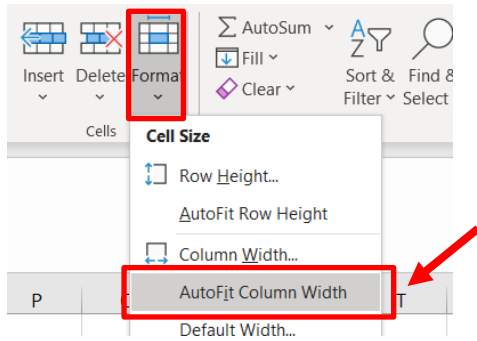 Insert Delete Format
AutoSum
Fill
Clear
Sort &
Filter
Find &
Select
Cells
Cell Size
Row Height...
AutoFit Row Height
Column Width...
AutoFit Column Width
Default Width...
P
T